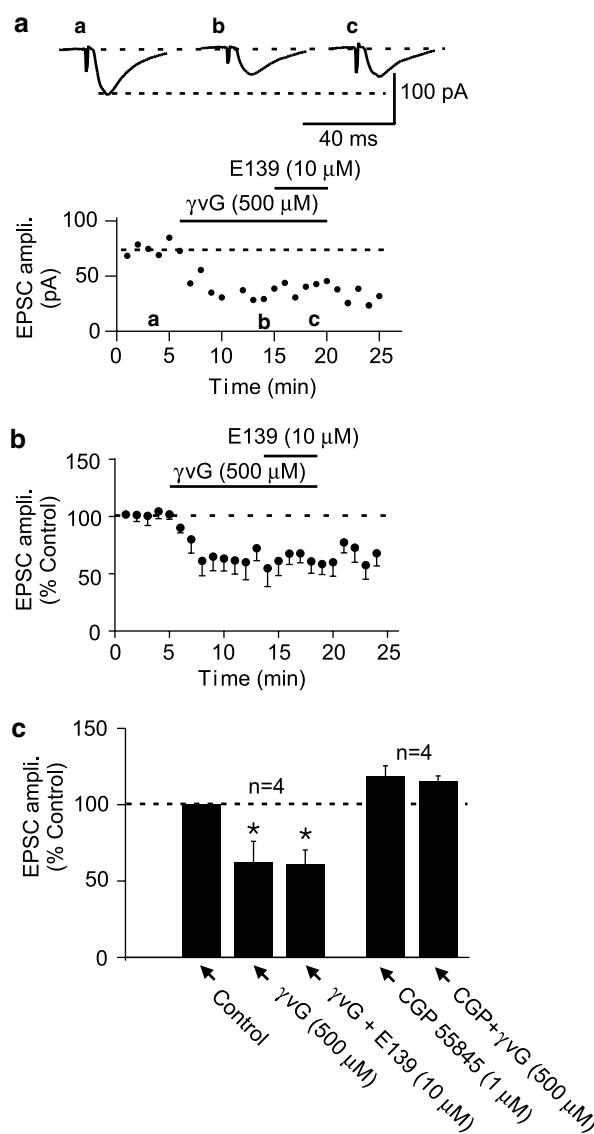 a
a b c
100 pA
40 ms
E139 (10 μM)
γvG (500 μM)
100
50
0
EPSC ampli.
(pA)
a b c
0 5 10 15 20 25
Time (min)
b
E139 (10 μM)
γvG (500 μM)
150
100
50
0
EPSC ampli.
(% Control)
0 5 10 15 20 25
Time (min)
c
150
100
50
0
EPSC ampli.
(% Control)
n=4
n=4
* *
Control
γvG (500 μM)
γvG + E139 (10 μM)
CGP 55845 (1 μM)
CGP+γvG (500 μM)